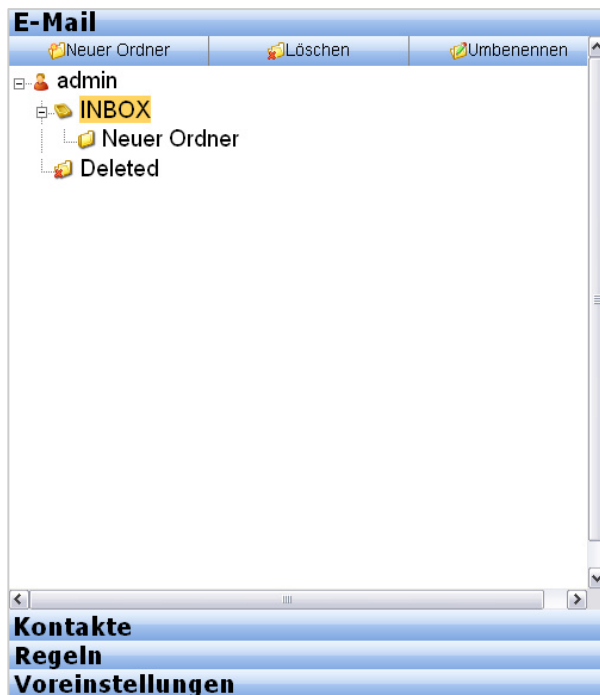 E-Mail
Neuer Ordner Löschen Umbenennen
admin
INBOX
Neuer Ordner
Deleted
Kontakte
Regeln
Voreinstellungen